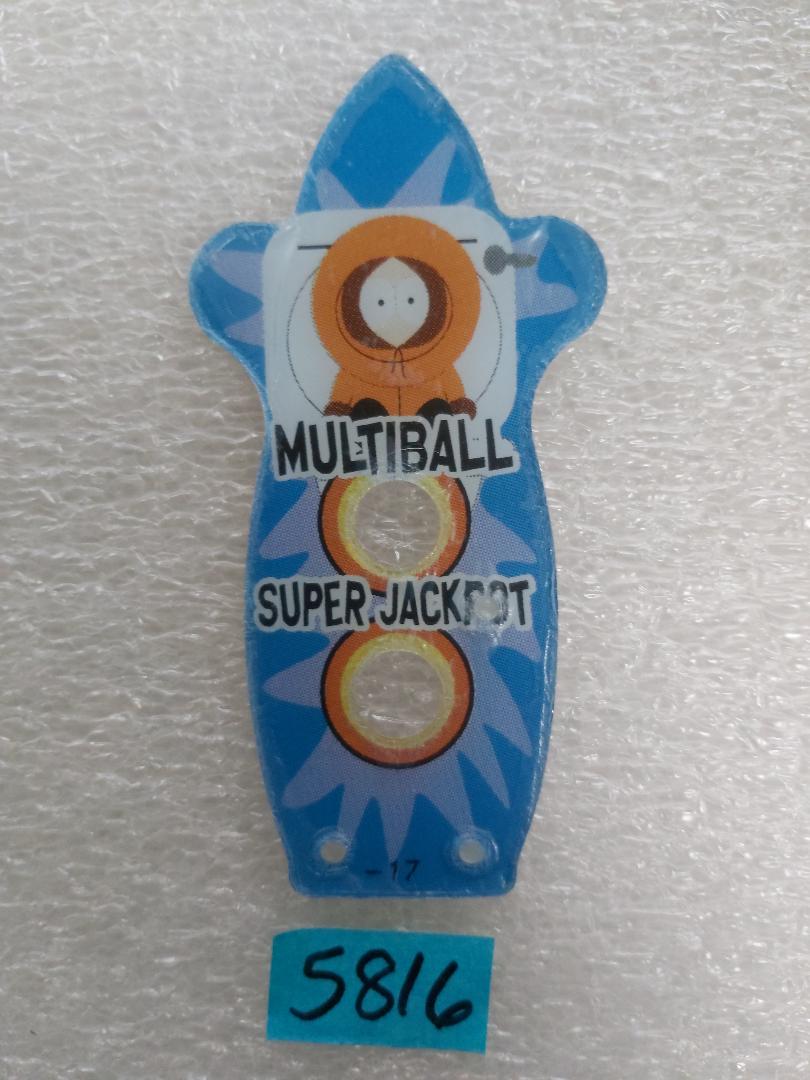 MULTIBALL
SUPER JACKPOT
-17
5816